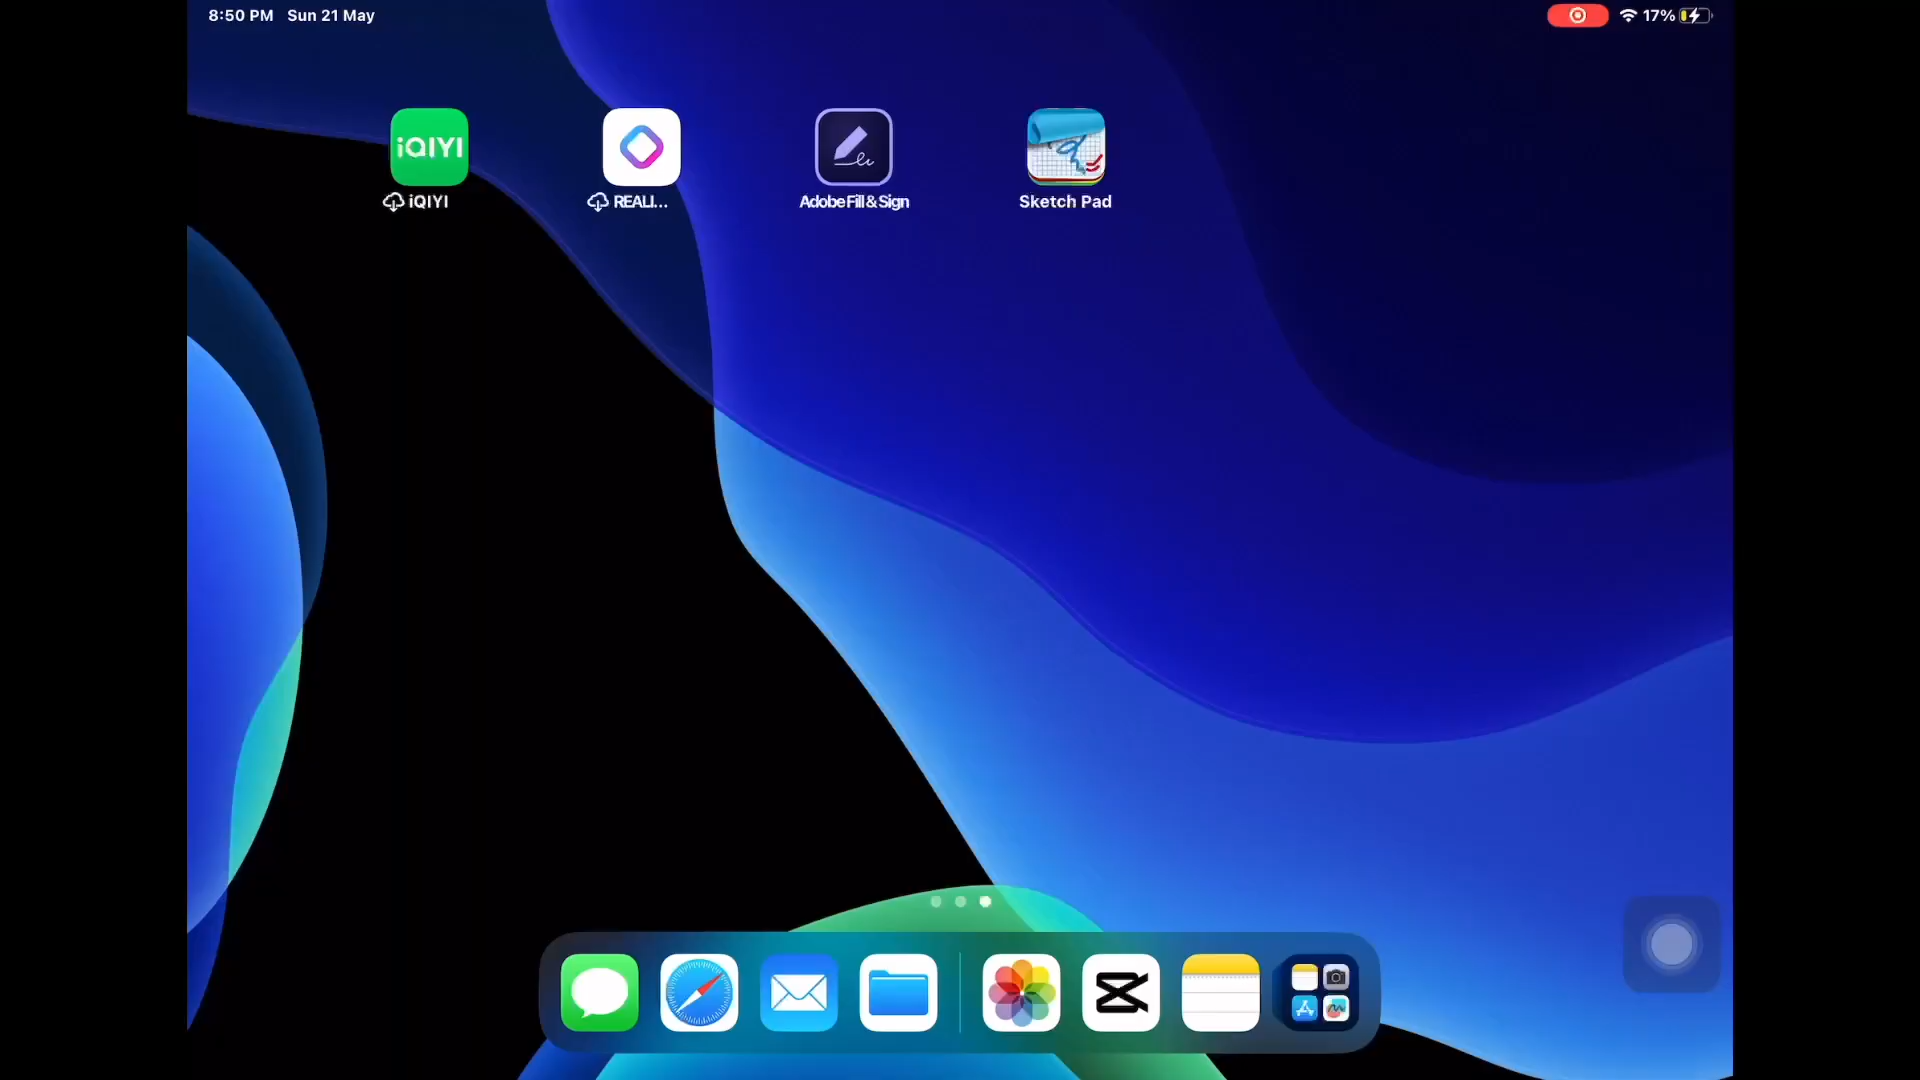 8:50 PM Sun 21 May
17%
iQIYI
iQIYI
REALI...
Adobe Fill & Sign
Sketch Pad